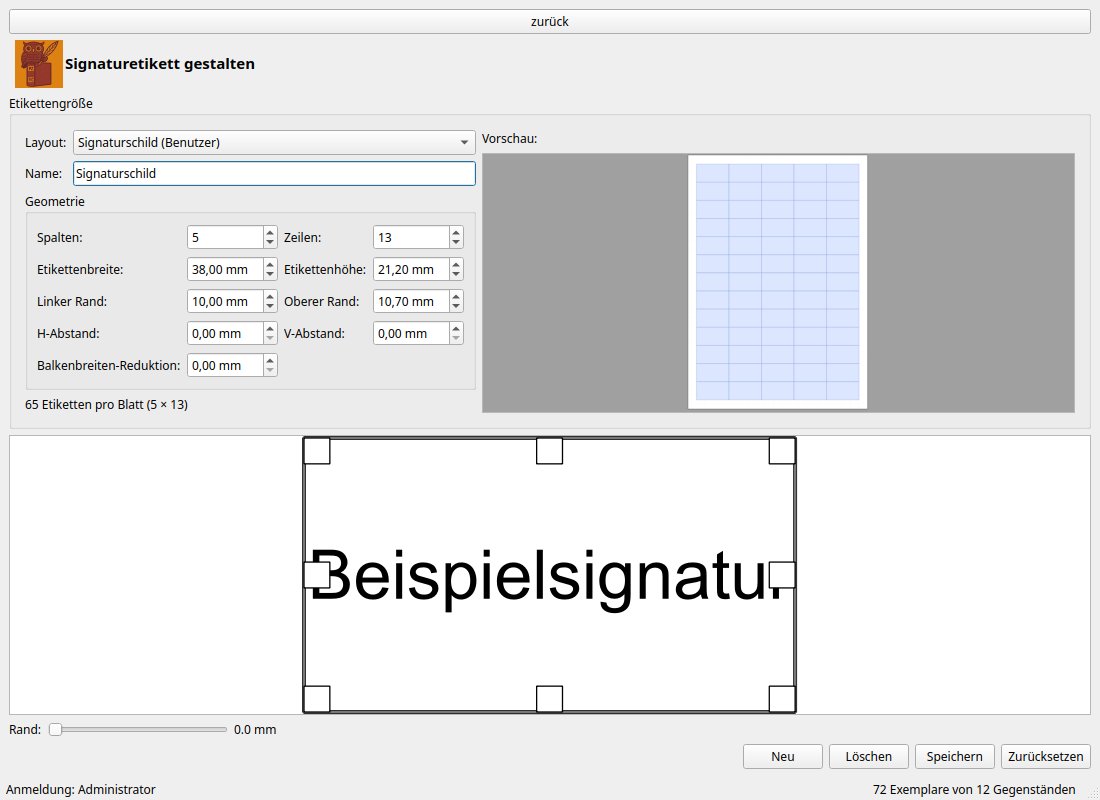 zurück
Signaturetikett gestalten
Etikettengröße
Layout: Signaturschild (Benutzer)
Vorschau:
Name: Signaturschild
Geometrie
Spalten: 5 Zeilen: 13
Etikettenbreite: 38,00 mm Etikettenhöhe: 21,20 mm
Linker Rand: 10,00 mm Oberer Rand: 10,70 mm
H-Abstand: 0,00 mm V-Abstand: 0,00 mm
Balkenbreiten-Reduktion: 0,00 mm
65 Etiketten pro Blatt (5 × 13)
Beispielsignatur
Rand: 0.0 mm
Neu Löschen Speichern Zurücksetzen
Anmeldung: Administrator 72 Exemplare von 12 Gegenständen